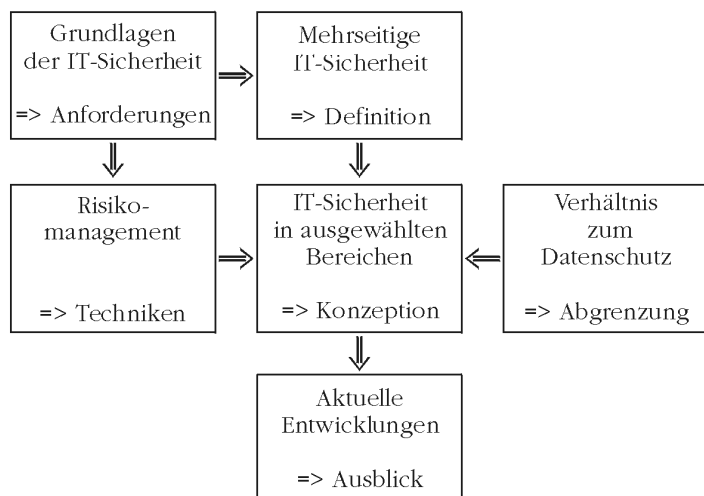 Grundlagen
der IT-Sicherheit
=> Anforderungen
Mehrseitige
IT-Sicherheit
=> Definition
Risiko-
management
=> Techniken
IT-Sicherheit
in ausgewählten
Bereichen
=> Konzeption
Verhältnis
zum
Datenschutz
=> Abgrenzung
Aktuelle
Entwicklungen
=> Ausblick